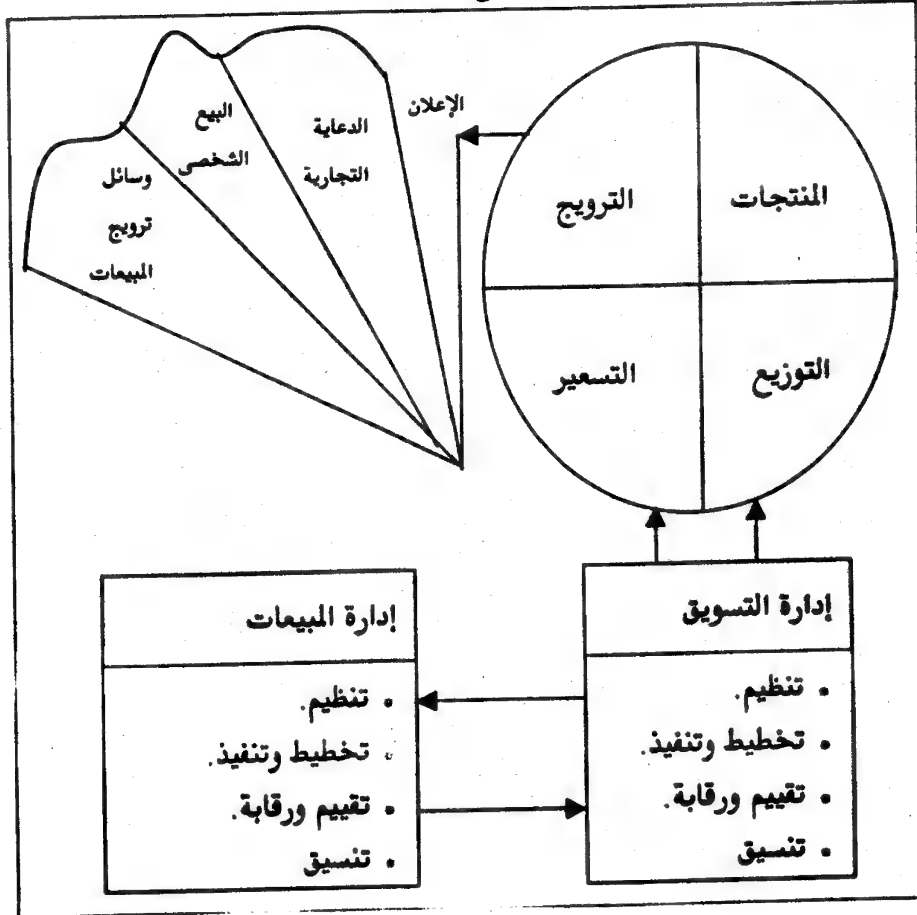 الإعلان
الدعاية
التجارية
البيع
الشخصى
وسائل
ترويج
المبيعات
المنتجات
الترويج
التوزيع
التسعير
إدارة التسويق
• تنظيم.
• تخطيط وتنفيذ.
• تقييم ورقابة.
• تنسيق
إدارة المبيعات
• تنظيم.
• تخطيط وتنفيذ.
• تقييم ورقابة.
• تنسيق